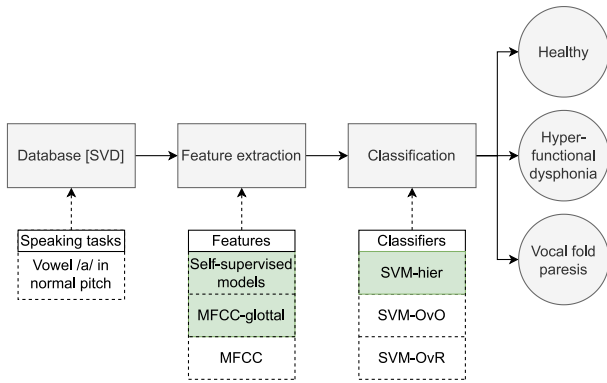 Healthy
Database [SVD]
Feature extraction
Classification
Hyper-
functional
dysphonia
Speaking tasks
Vowel /a/ in
normal pitch
Features
Self-supervised
models
MFCC-glottal
MFCC
Classifiers
SVM-hier
SVM-OvO
SVM-OvR
Vocal fold
paresis